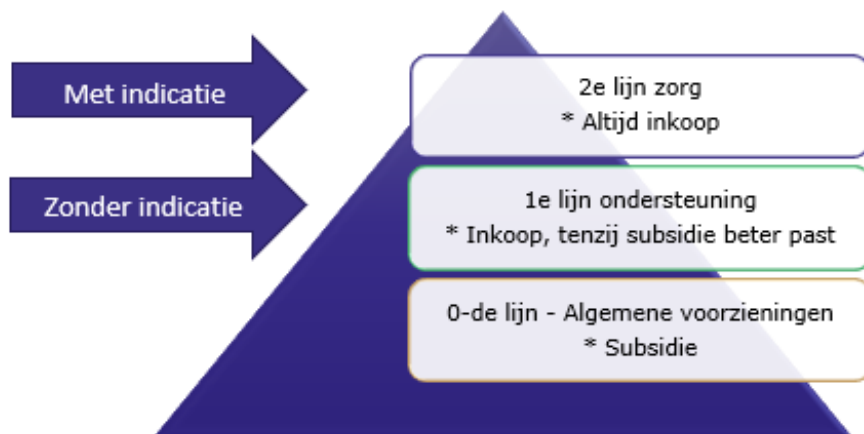 Met indicatie
2e lijn zorg
* Altijd inkoop
Zonder indicatie
1e lijn ondersteuning
* Inkoop, tenzij subsidie beter past
0-de lijn - Algemene voorzieningen
* Subsidie